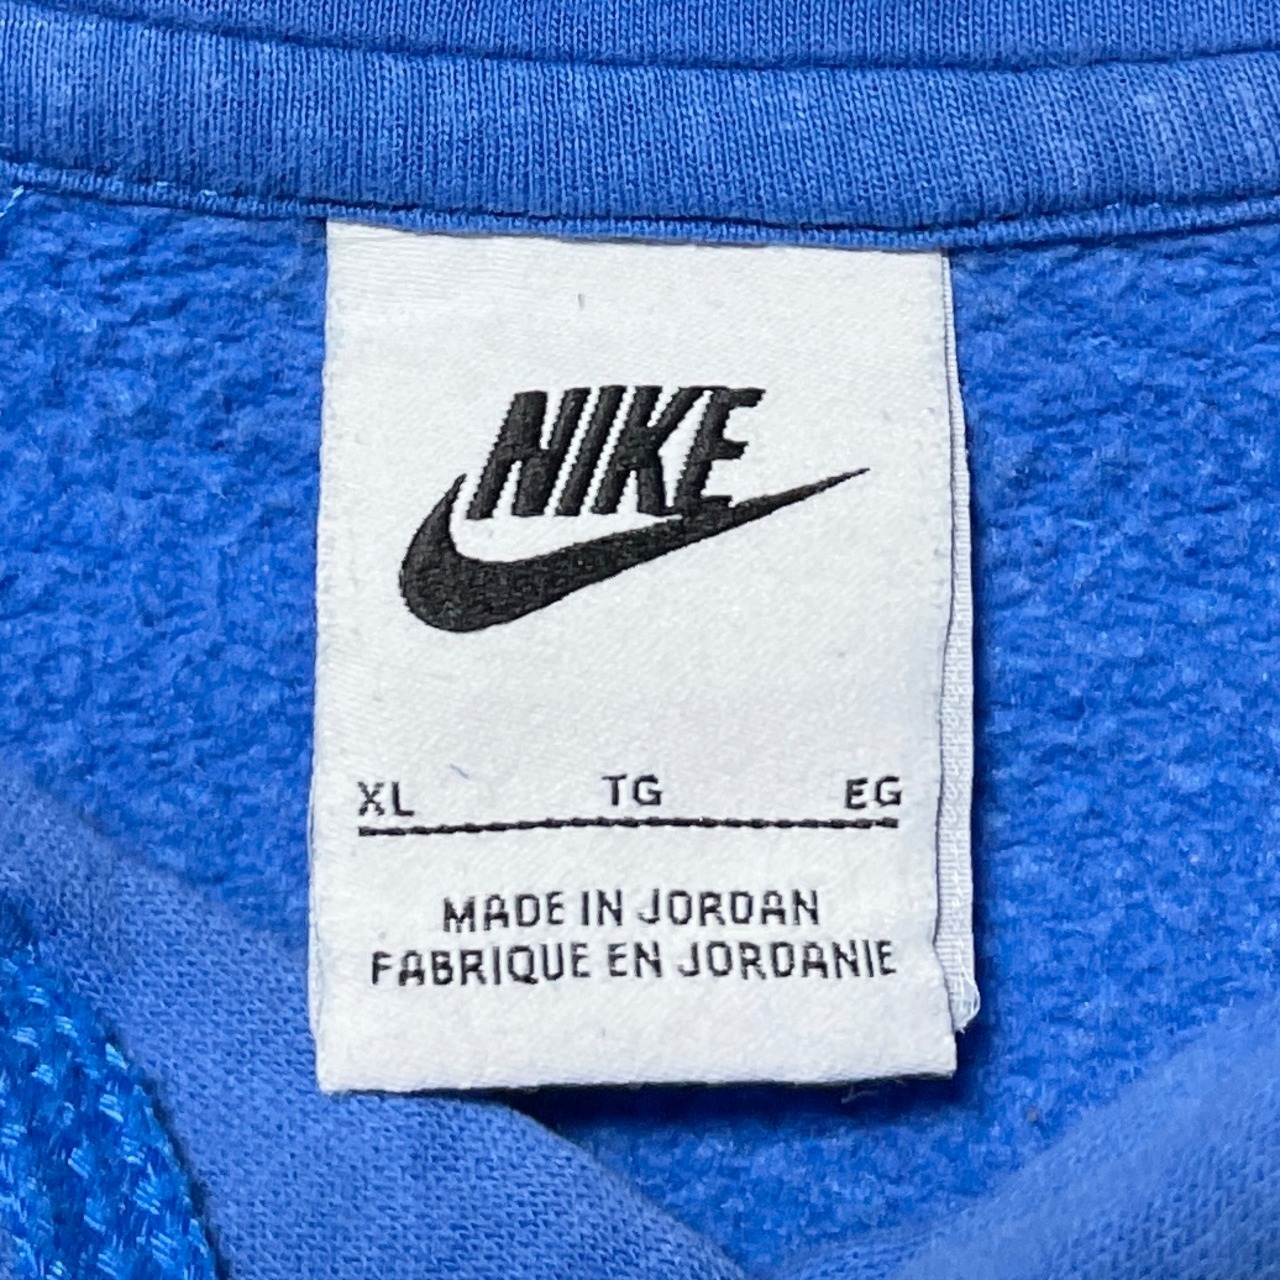 NIKE
XL TG EG
MADE IN JORDAN
FABRIQUE EN JORDANIE